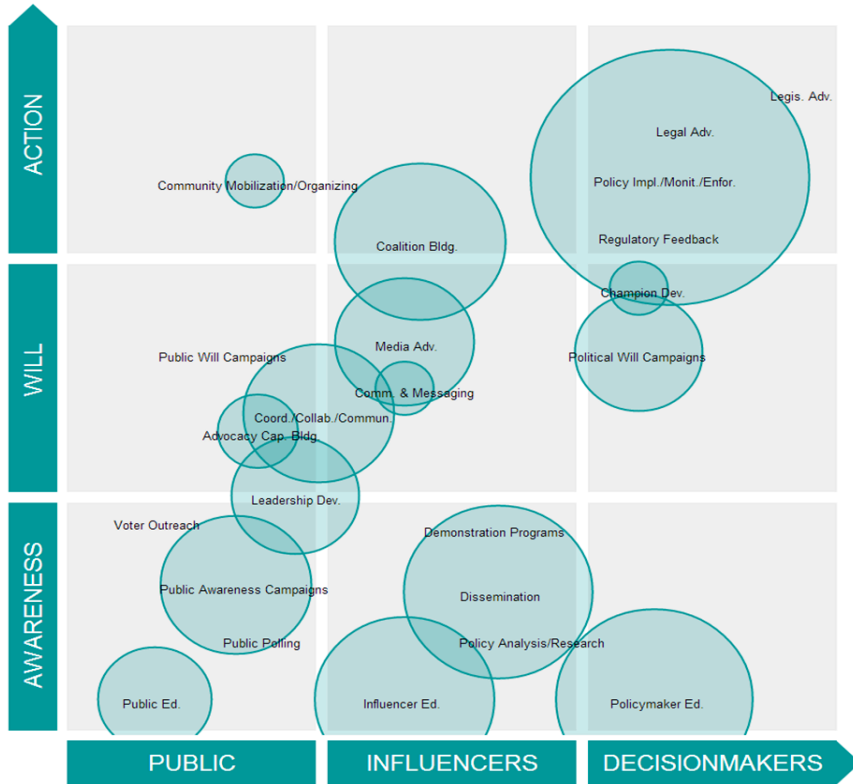 ACTION
Legis. Adv.
Legal Adv.
Community Mobilization/Organizing
Policy Impl./Monit./Enfor.
Coalition Bldg.
Regulatory Feedback
WILL
Champion Dev.
Public Will Campaigns
Media Adv.
Political Will Campaigns
Comm. & Messaging
Coord./Collab./Commun.
Advocacy Cap. Bldg.
Leadership Dev.
AWARENESS
Voter Outreach
Demonstration Programs
Public Awareness Campaigns
Dissemination
Public Polling
Policy Analysis/Research
Public Ed.
Influencer Ed.
Policymaker Ed.
PUBLIC
INFLUENCERS
DECISIONMAKERS